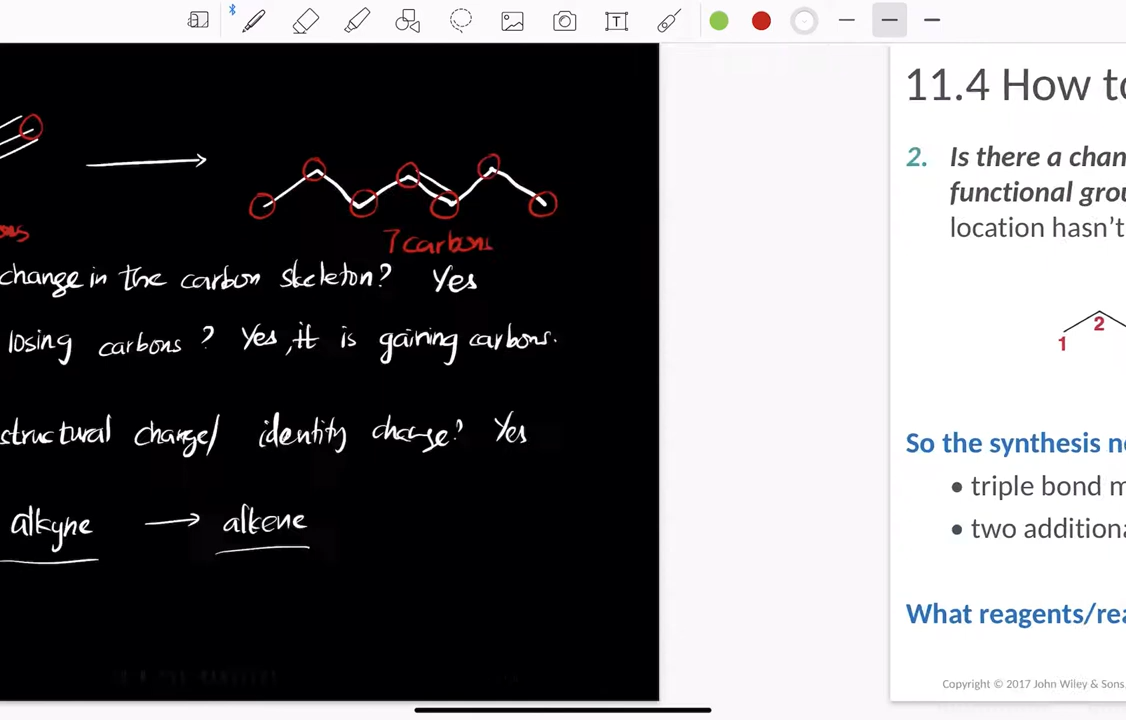 7 carbons
change in the carbon skeleton? Yes
losing carbons? Yes, it is gaining carbons.
structural change/ identity change? Yes
alkyne → alkene
11.4 How to
2. Is there a chan
functional grou
location hasn't
1 2
So the synthesis n
• triple bond m
• two additiona
What reagents/rea
Copyright © 2017 John Wiley & Sons,